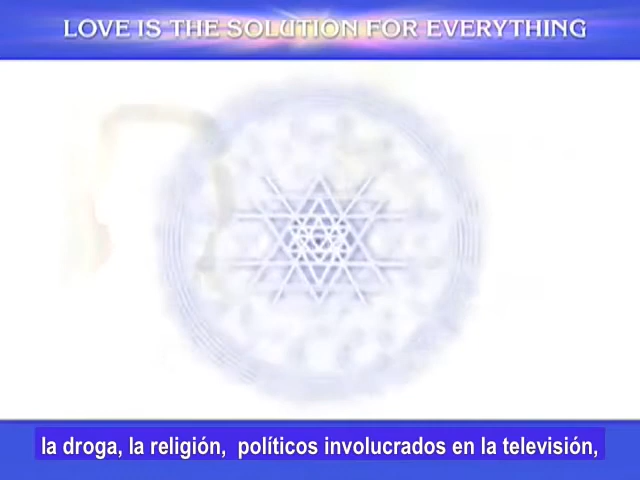 LOVE IS THE SOLUTION FOR EVERYTHING
la droga, la religión,  políticos involucrados en la televisión,